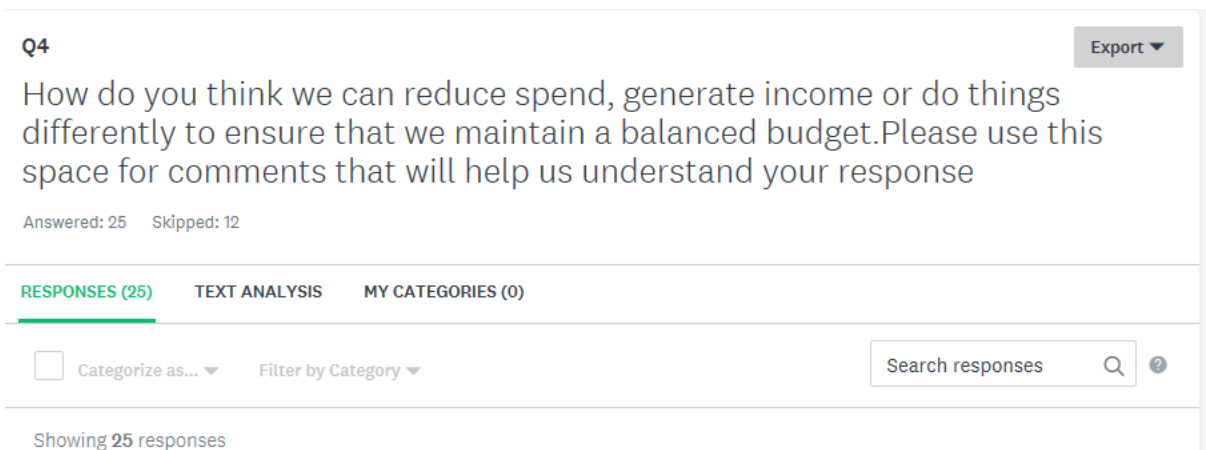 Q4
Export
How do you think we can reduce spend, generate income or do things
differently to ensure that we maintain a balanced budget.Please use this
space for comments that will help us understand your response
Answered: 25 Skipped: 12
RESPONSES (25) TEXT ANALYSIS MY CATEGORIES (0)
Categorize as... Filter by Category Search responses ?
Showing 25 responses